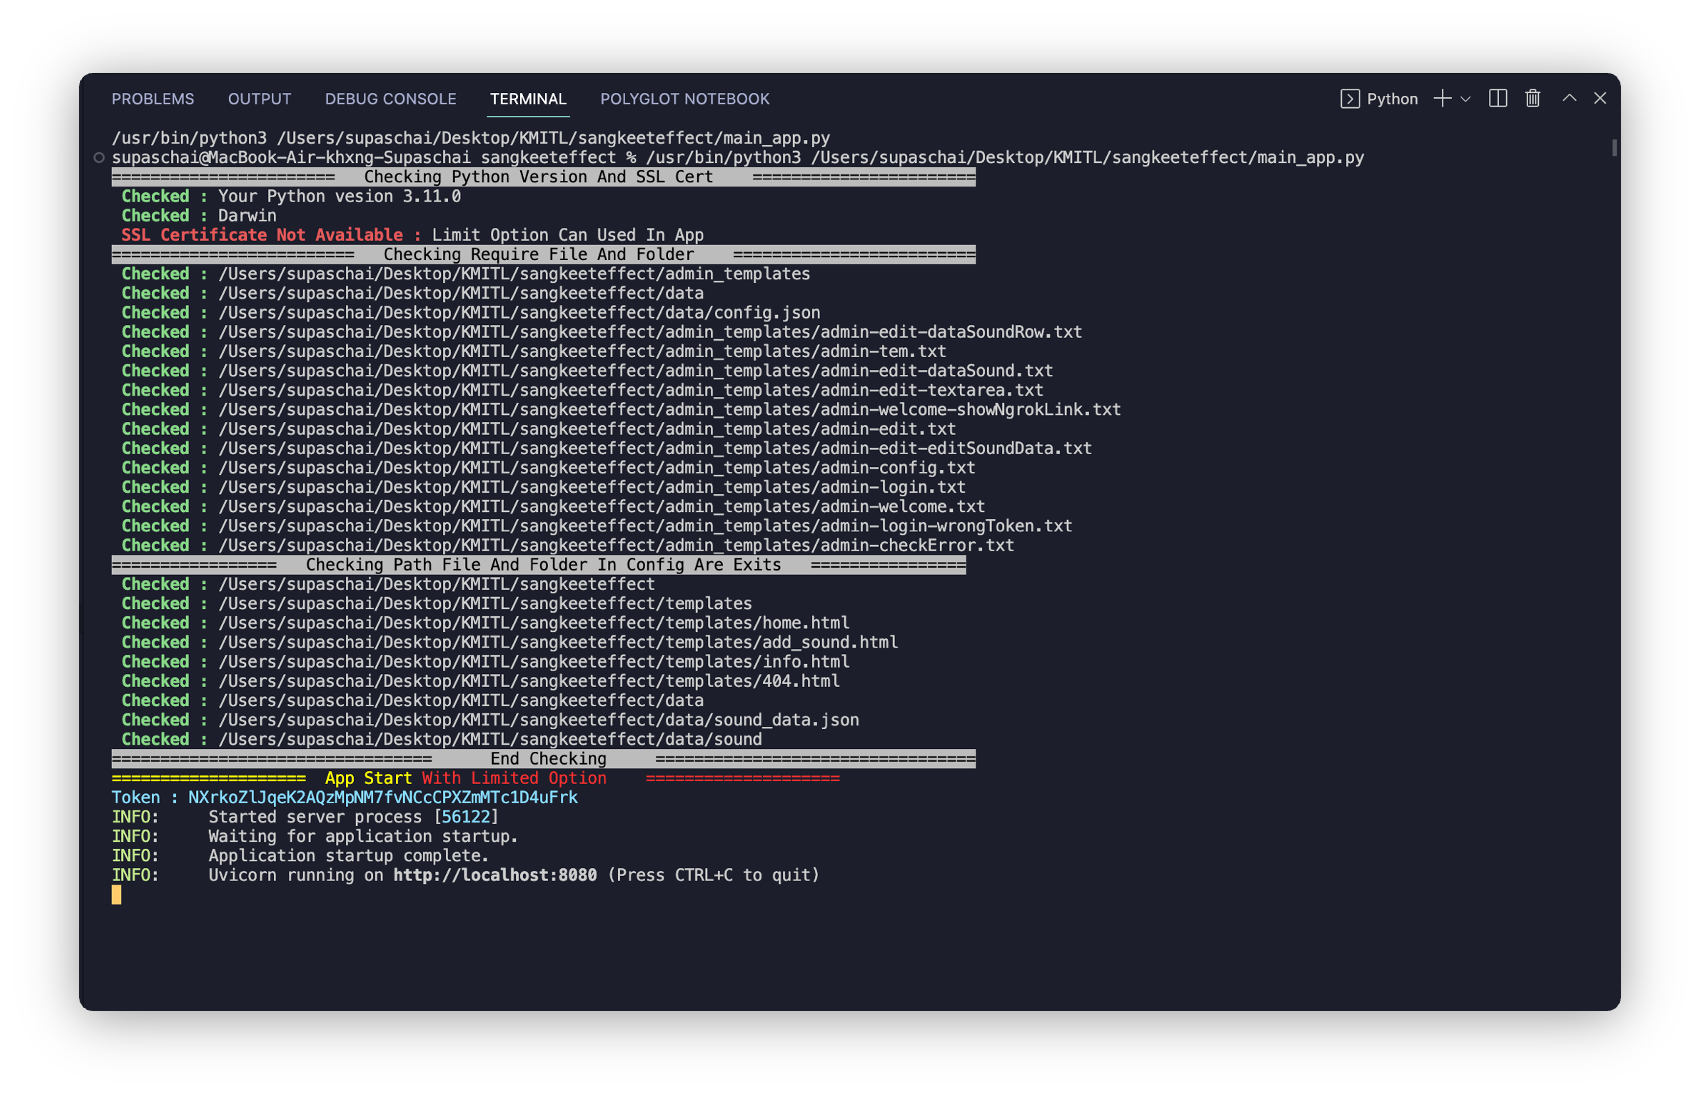 PROBLEMS OUTPUT DEBUG CONSOLE TERMINAL POLYGLOT NOTEBOOK Python
/usr/bin/python3 /Users/supaschai/Desktop/KMITL/sangkeeteffect/main_app.py
supaschai@MacBook-Air-khxng-Supaschai sangkeeteffect % /usr/bin/python3 /Users/supaschai/Desktop/KMITL/sangkeeteffect/main_app.py
======================= Checking Python Version And SSL Cert =======================
Checked : Your Python vesion 3.11.0
Checked : Darwin
SSL Certificate Not Available : Limit Option Can Used In App
========================= Checking Require File And Folder =========================
Checked : /Users/supaschai/Desktop/KMITL/sangkeeteffect/admin_templates
Checked : /Users/supaschai/Desktop/KMITL/sangkeeteffect/data
Checked : /Users/supaschai/Desktop/KMITL/sangkeeteffect/data/config.json
Checked : /Users/supaschai/Desktop/KMITL/sangkeeteffect/admin_templates/admin-edit-dataSoundRow.txt
Checked : /Users/supaschai/Desktop/KMITL/sangkeeteffect/admin_templates/admin-tem.txt
Checked : /Users/supaschai/Desktop/KMITL/sangkeeteffect/admin_templates/admin-edit-dataSound.txt
Checked : /Users/supaschai/Desktop/KMITL/sangkeeteffect/admin_templates/admin-edit-textarea.txt
Checked : /Users/supaschai/Desktop/KMITL/sangkeeteffect/admin_templates/admin-welcome-showNgrokLink.txt
Checked : /Users/supaschai/Desktop/KMITL/sangkeeteffect/admin_templates/admin-edit.txt
Checked : /Users/supaschai/Desktop/KMITL/sangkeeteffect/admin_templates/admin-edit-editSoundData.txt
Checked : /Users/supaschai/Desktop/KMITL/sangkeeteffect/admin_templates/admin-config.txt
Checked : /Users/supaschai/Desktop/KMITL/sangkeeteffect/admin_templates/admin-login.txt
Checked : /Users/supaschai/Desktop/KMITL/sangkeeteffect/admin_templates/admin-welcome.txt
Checked : /Users/supaschai/Desktop/KMITL/sangkeeteffect/admin_templates/admin-login-wrongToken.txt
Checked : /Users/supaschai/Desktop/KMITL/sangkeeteffect/admin_templates/admin-checkError.txt
================= Checking Path File And Folder In Config Are Exits ================
Checked : /Users/supaschai/Desktop/KMITL/sangkeeteffect
Checked : /Users/supaschai/Desktop/KMITL/sangkeeteffect/templates
Checked : /Users/supaschai/Desktop/KMITL/sangkeeteffect/templates/home.html
Checked : /Users/supaschai/Desktop/KMITL/sangkeeteffect/templates/add_sound.html
Checked : /Users/supaschai/Desktop/KMITL/sangkeeteffect/templates/info.html
Checked : /Users/supaschai/Desktop/KMITL/sangkeeteffect/templates/404.html
Checked : /Users/supaschai/Desktop/KMITL/sangkeeteffect/data
Checked : /Users/supaschai/Desktop/KMITL/sangkeeteffect/data/sound_data.json
Checked : /Users/supaschai/Desktop/KMITL/sangkeeteffect/data/sound
================================= End Checking =================================
==================== App Start With Limited Option ====================
Token : NXrkoZlJqeK2AQzMpNM7fvNCcCPXZmMTc1D4uFrk
INFO: Started server process [56122]
INFO: Waiting for application startup.
INFO: Application startup complete.
INFO: Uvicorn running on http://localhost:8080 (Press CTRL+C to quit)